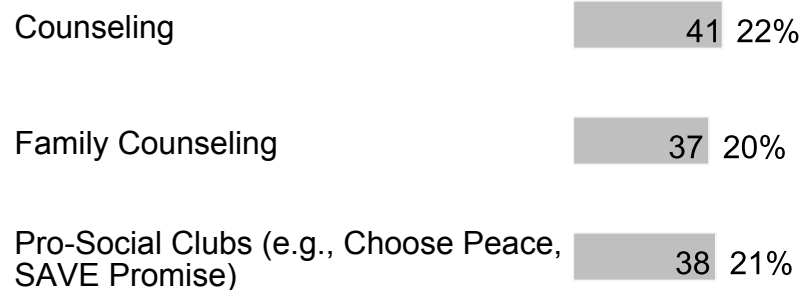 Counseling 41 22%
Family Counseling 37 20%
Pro-Social Clubs (e.g., Choose Peace,
SAVE Promise) 38 21%